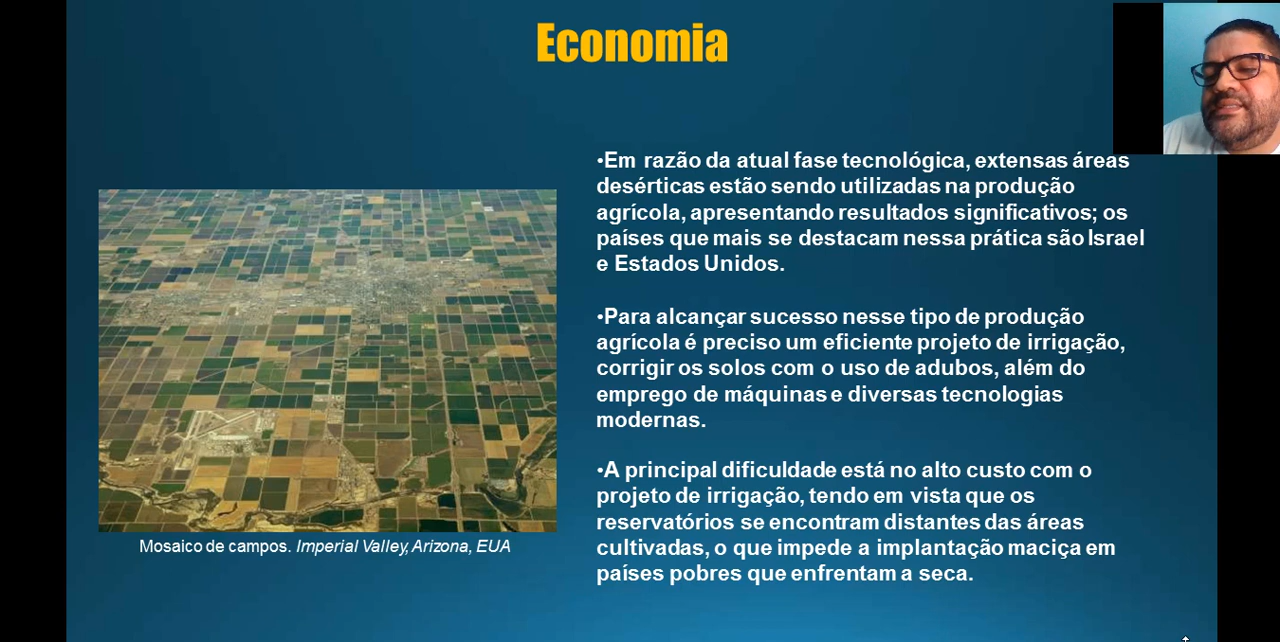 Economia
•Em razão da atual fase tecnológica, extensas áreas
desérticas estão sendo utilizadas na produção
agrícola, apresentando resultados significativos; os
países que mais se destacam nessa prática são Israel
e Estados Unidos.
•Para alcançar sucesso nesse tipo de produção
agrícola é preciso um eficiente projeto de irrigação,
corrigir os solos com o uso de adubos, além do
emprego de máquinas e diversas tecnologias
modernas.
•A principal dificuldade está no alto custo com o
projeto de irrigação, tendo em vista que os
reservatórios se encontram distantes das áreas
cultivadas, o que impede a implantação maciça em
países pobres que enfrentam a seca.
Mosaico de campos. Imperial Valley, Arizona, EUA